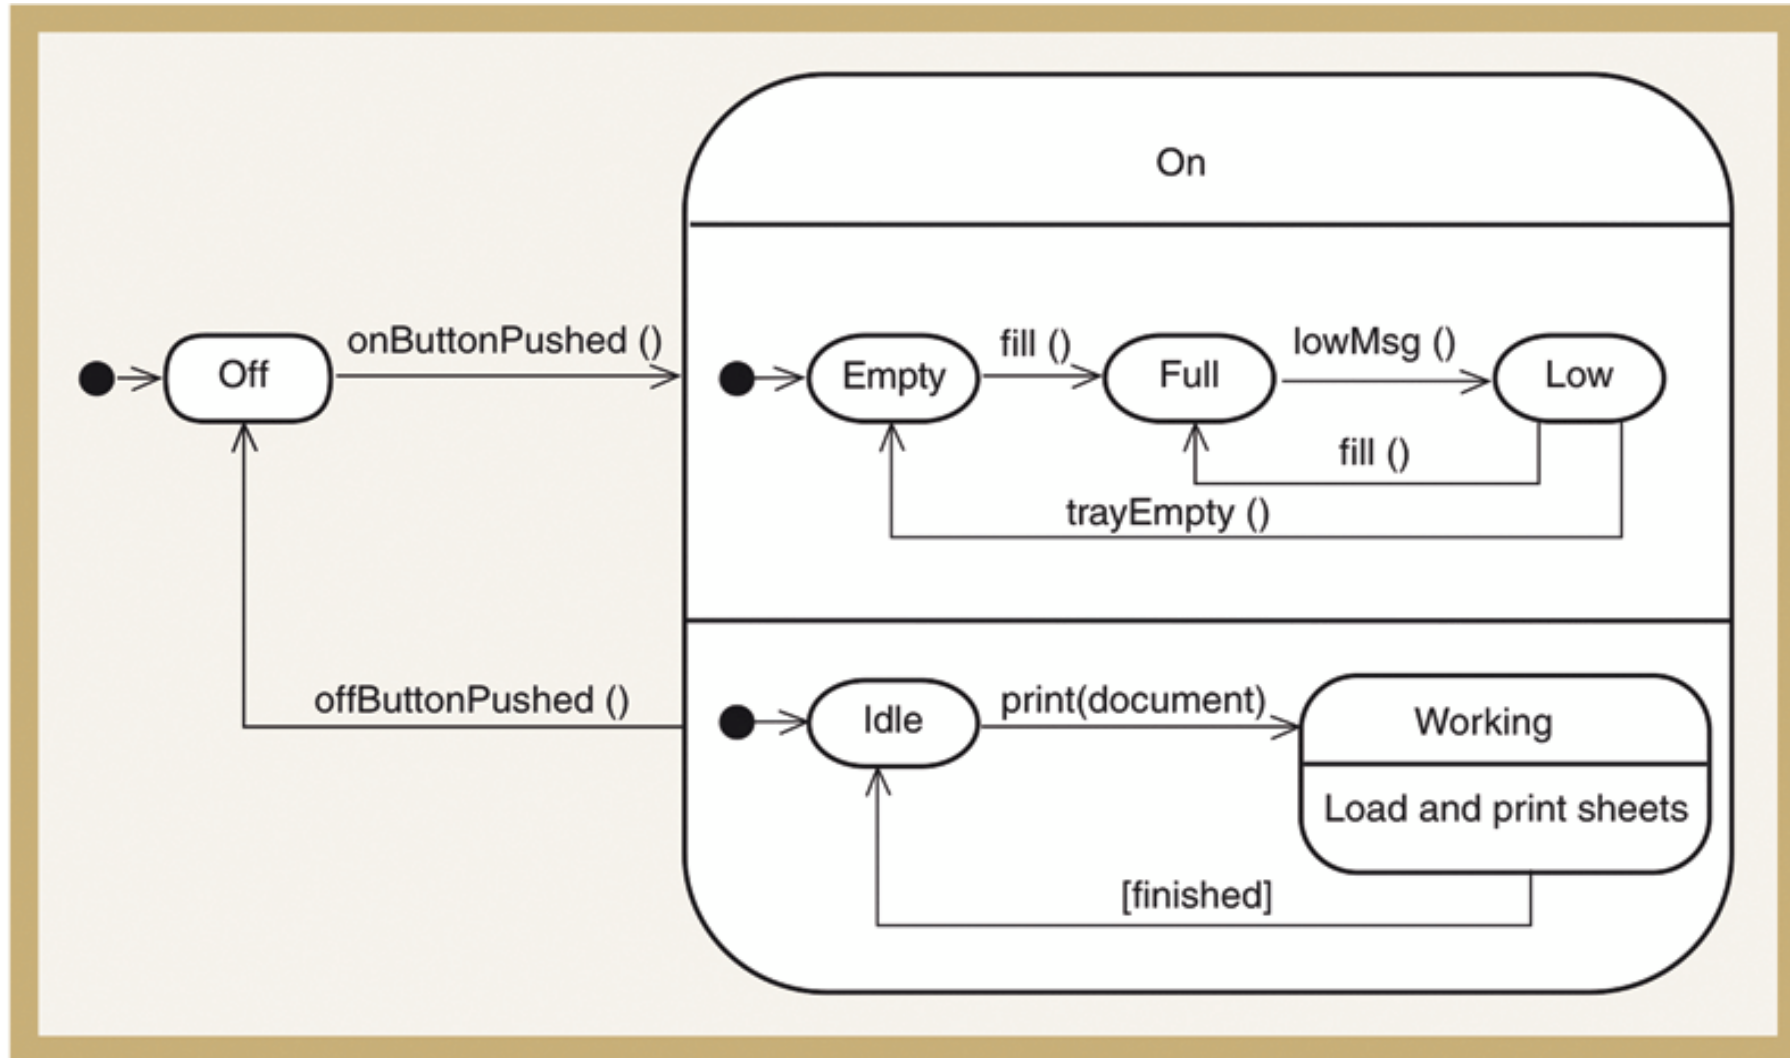 On
Off
onButtonPushed ()
Empty
fill ()
Full
lowMsg ()
Low
fill ()
trayEmpty ()
offButtonPushed ()
Idle
print(document)
Working
Load and print sheets
[finished]